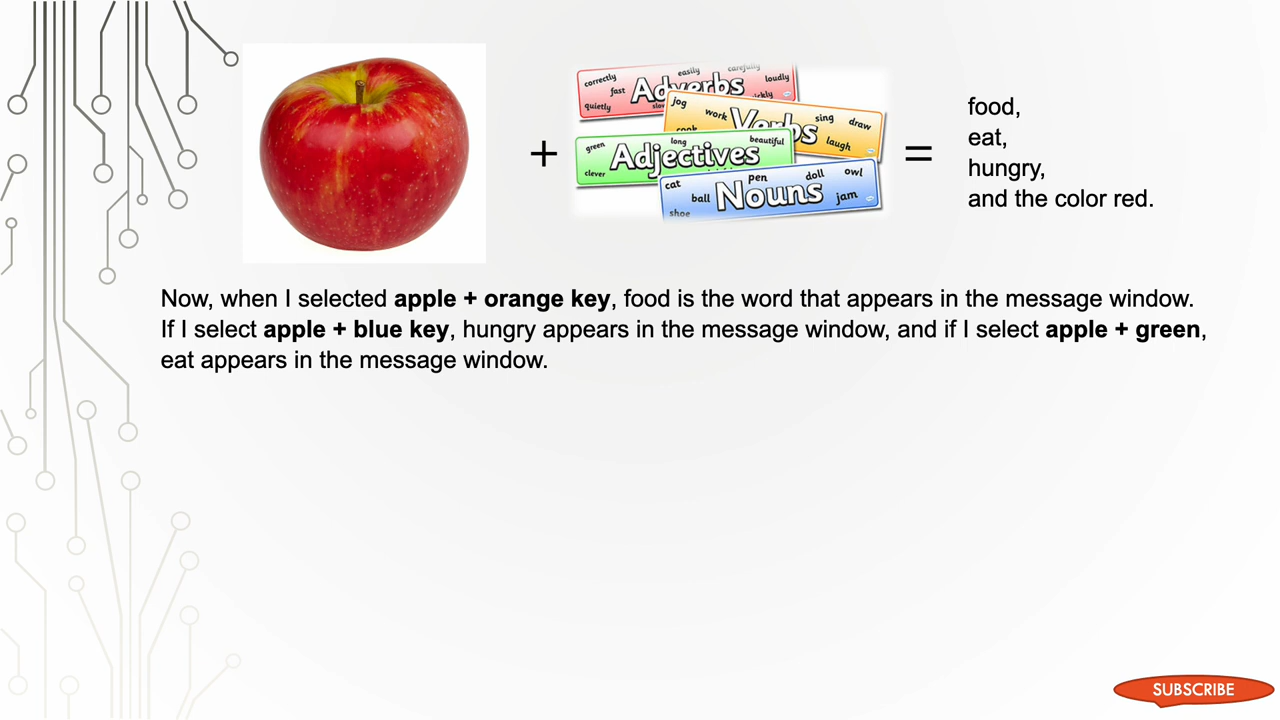 correctly
easily
carefully
loudly
fast
Adverbs
quietly
jog
work
Verbs
sing
draw
laugh
green
long
beautiful
Adjectives
clever
cat
pen
doll
owl
ball
Nouns
jam
shoe
+
=
food,
eat,
hungry,
and the color red.
Now, when I selected apple + orange key, food is the word that appears in the message window.
If I select apple + blue key, hungry appears in the message window, and if I select apple + green,
eat appears in the message window.
SUBSCRIBE